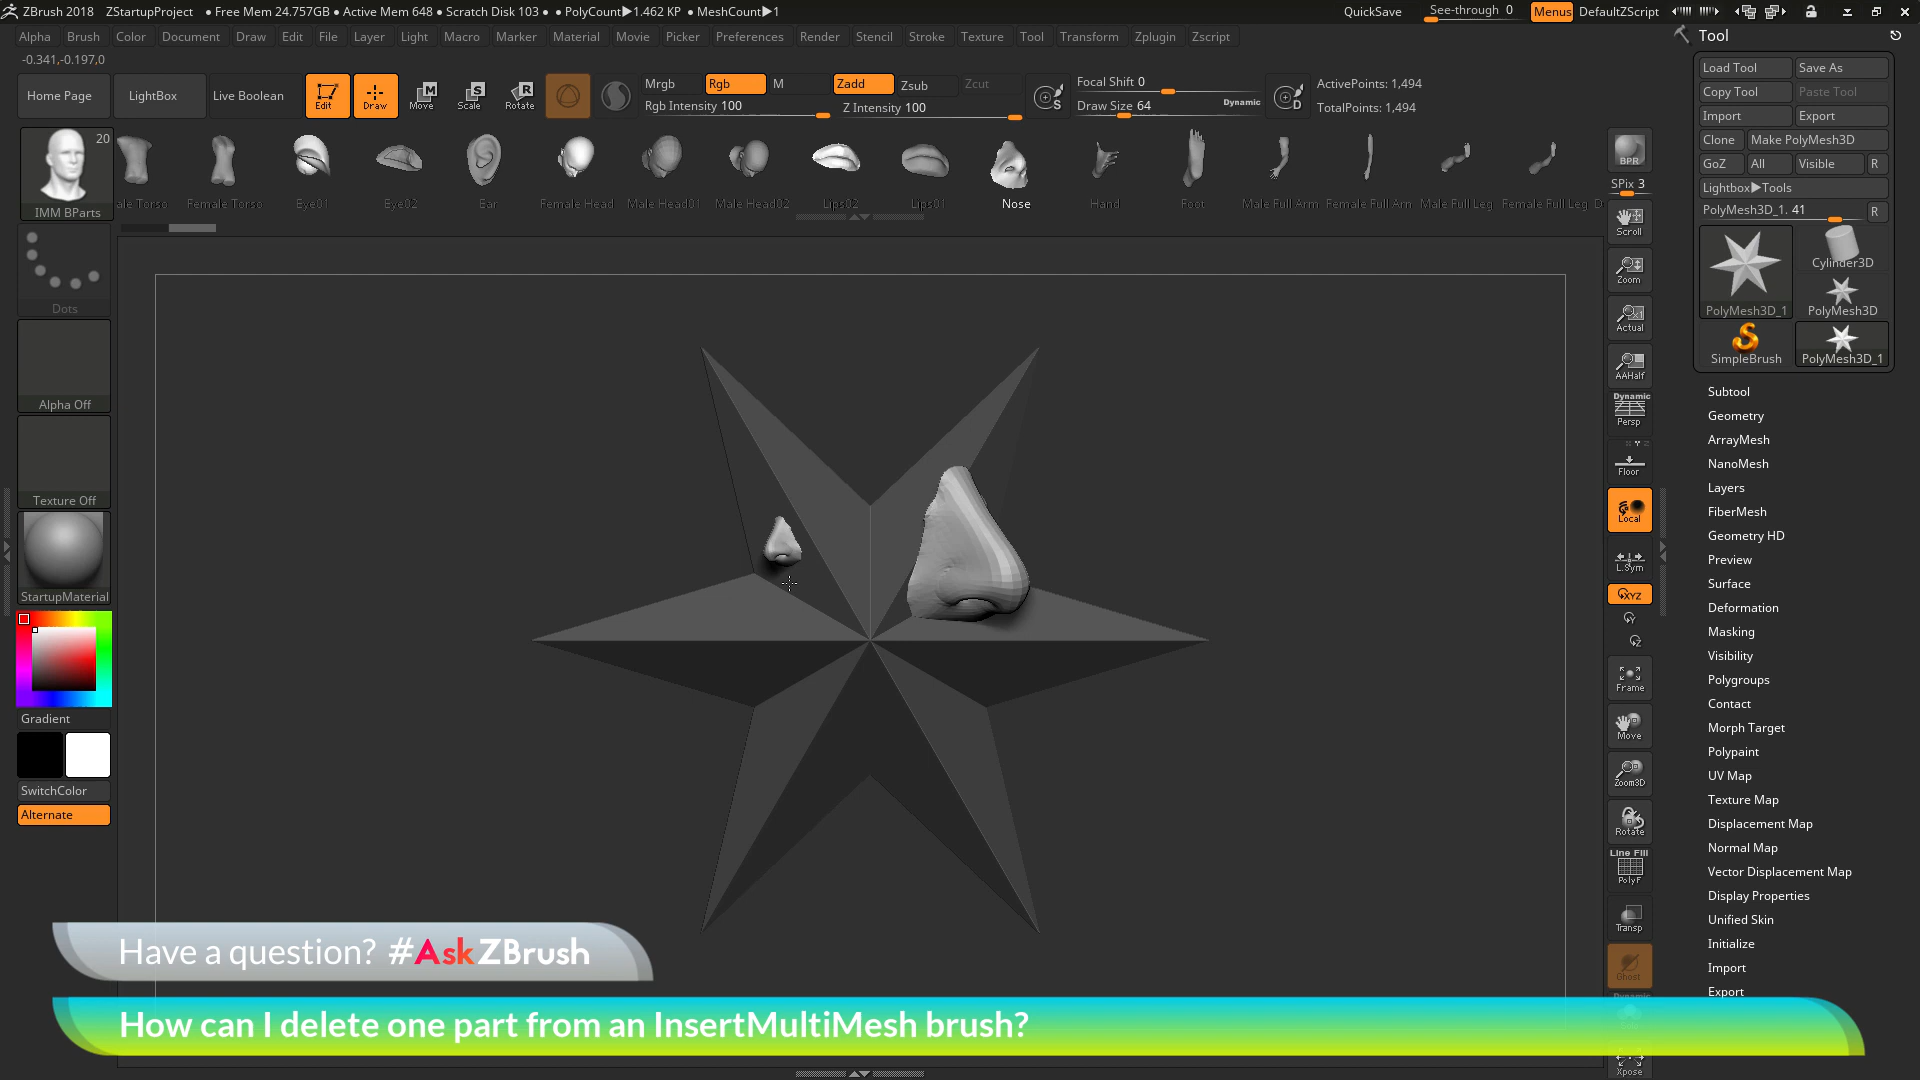 ZBrush 2018 ZStartupProject • Free Mem 24.757GB • Active Mem 648 • Scratch Disk 103 • • PolyCount▶1.462 KP • MeshCount▶1 QuickSave See-through 0 Menus DefaultZScript
Alpha Brush Color Document Draw Edit File Layer Light Macro Marker Material Movie Picker Preferences Render Stencil Stroke Texture Tool Transform Zplugin Zscript
-0.341,-0.197,0
Home Page LightBox Live Boolean Edit Draw Move Scale Rotate
Mrgb Rgb M Zadd Zsub Zcut
Rgb Intensity 100 Z Intensity 100
Focal Shift 0
Draw Size 64 Dynamic
ActivePoints: 1,494
TotalPoints: 1,494
20
IMM BParts
ale Torso Female Torso Eye01 Eye02 Ear Female Head Male Head01 Male Head02 Lips02 Lips01 Nose Hand Foot Male Full Arm Female Full Arm Male Full Leg Female Full Leg
Dots
Alpha Off
Texture Off
StartupMaterial
Gradient
SwitchColor
Alternate
BPR
SPix 3
Scroll
Zoom
Actual
AAHalf
Dynamic
Persp
Floor
Local
L.Sym
XYZ
Y
Z
Frame
Move
Zoom3D
Rotate
Line Fill
PolyF
Transp
Ghost
Dynamic
Xpose
Tool
Load Tool Save As
Copy Tool Paste Tool
Import Export
Clone Make PolyMesh3D
GoZ All Visible R
Lightbox▶Tools
PolyMesh3D_1. 41 R
PolyMesh3D_1 Cylinder3D
PolyMesh3D
SimpleBrush PolyMesh3D_1
Subtool
Geometry
ArrayMesh
NanoMesh
Layers
FiberMesh
Geometry HD
Preview
Surface
Deformation
Masking
Visibility
Polygroups
Contact
Morph Target
Polypaint
UV Map
Texture Map
Displacement Map
Normal Map
Vector Displacement Map
Display Properties
Unified Skin
Initialize
Import
Export
Have a question? #AskZBrush
How can I delete one part from an InsertMultiMesh brush?